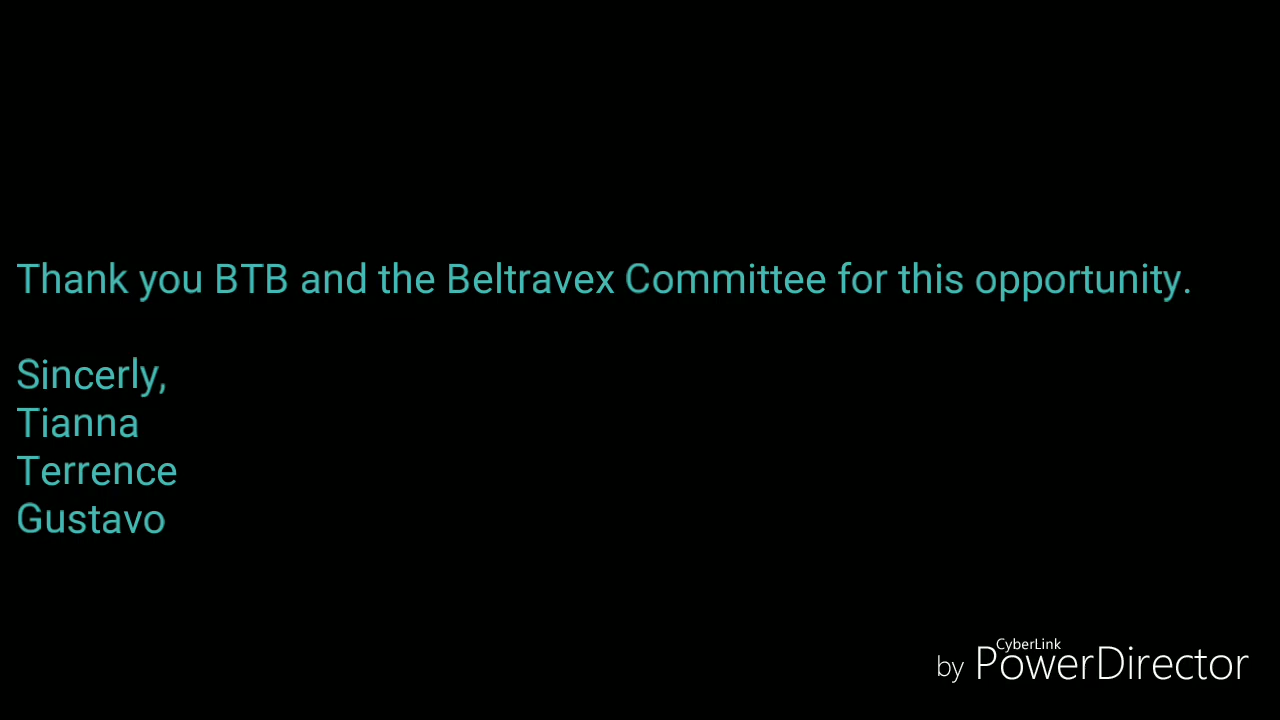 Thank you BTB and the Beltravex Committee for this opportunity.
Sincerly,
Tianna
Terrence
Gustavo
by CyberLink PowerDirector